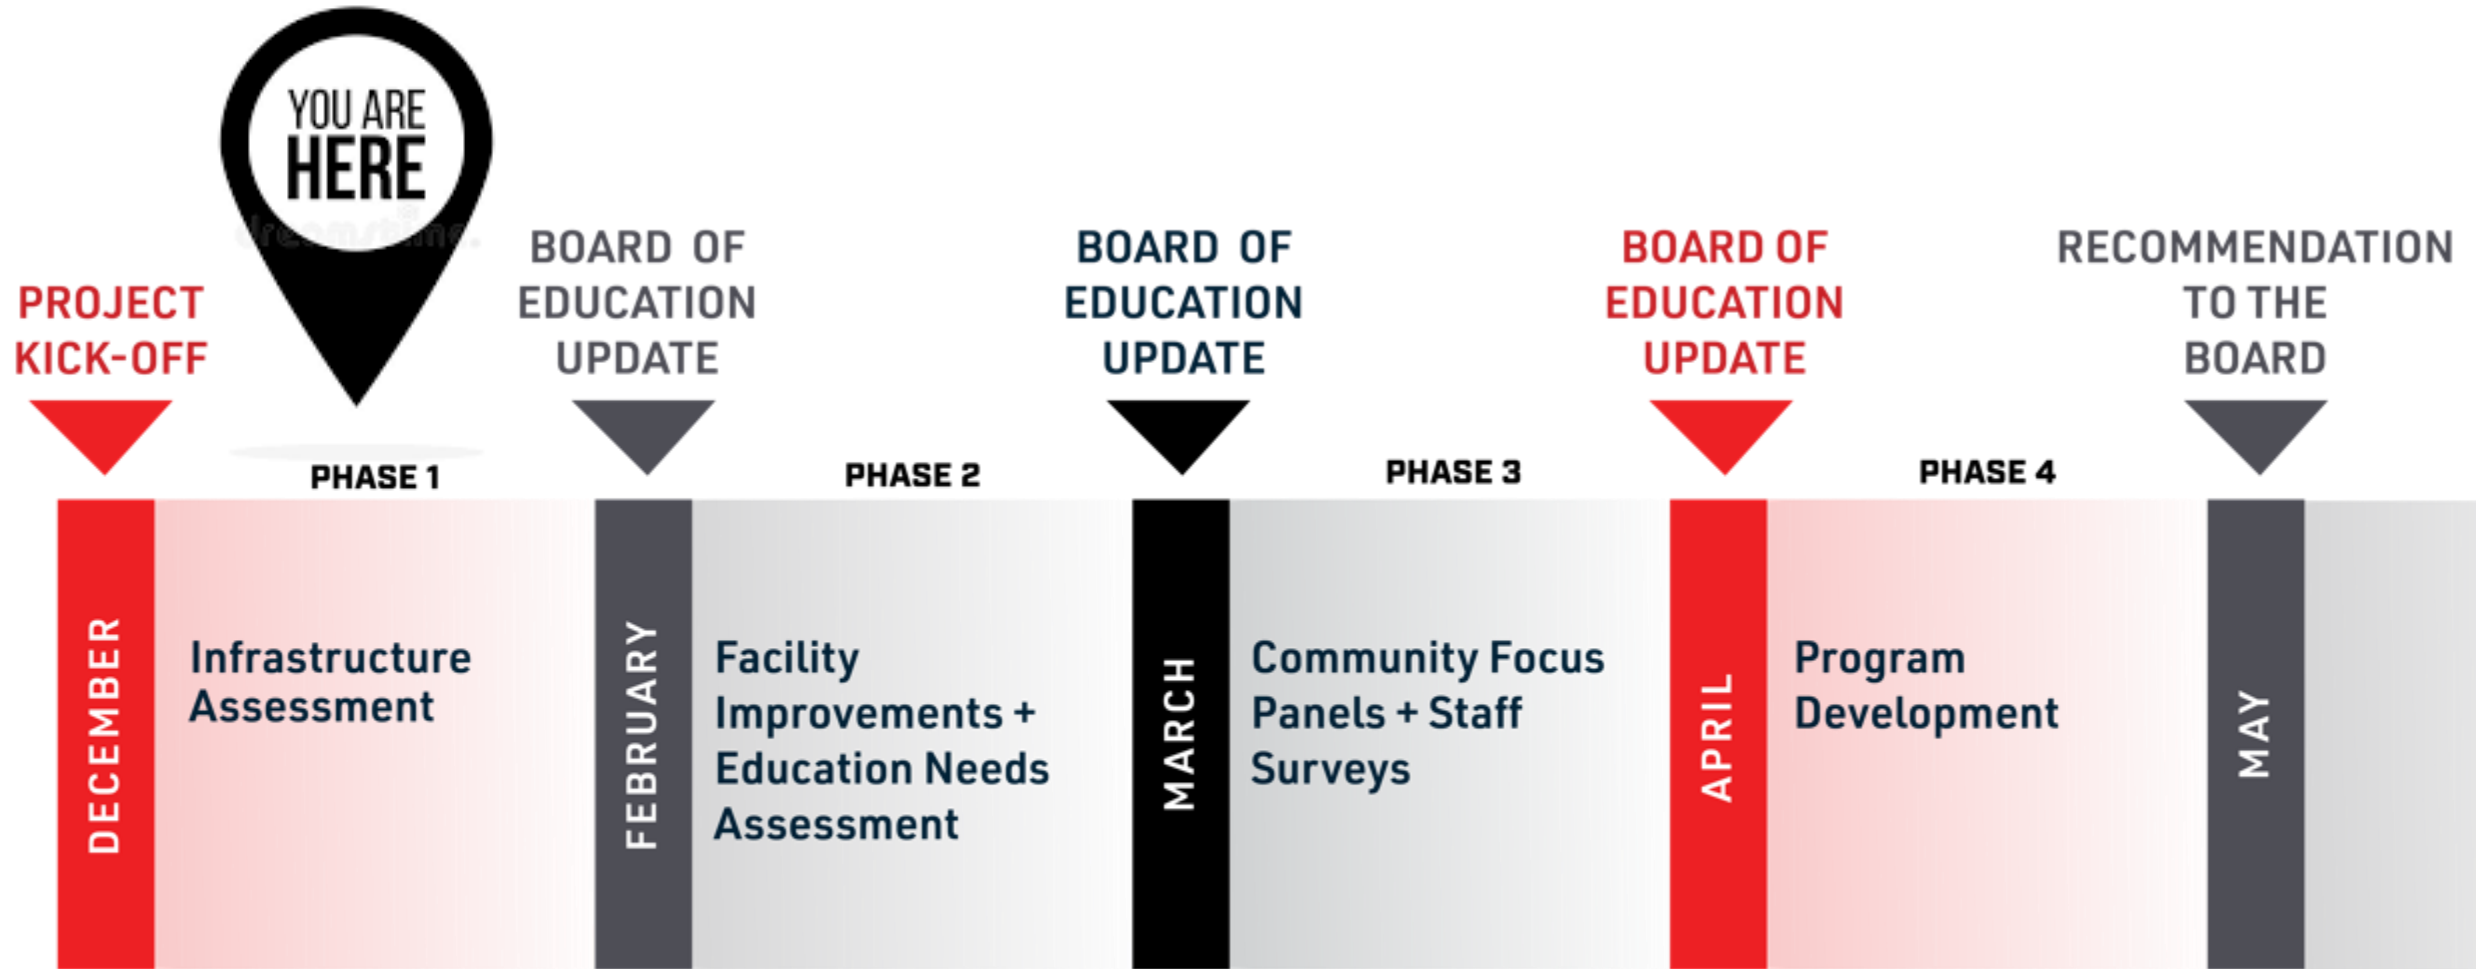 YOU ARE
HERE
dreamstime.
PROJECT
KICK-OFF
BOARD OF
EDUCATION
UPDATE
BOARD OF
EDUCATION
UPDATE
BOARD OF
EDUCATION
UPDATE
RECOMMENDATION
TO THE
BOARD
PHASE 1
PHASE 2
PHASE 3
PHASE 4
DECEMBER
Infrastructure
Assessment
FEBRUARY
Facility
Improvements +
Education Needs
Assessment
MARCH
Community Focus
Panels + Staff
Surveys
APRIL
Program
Development
MAY